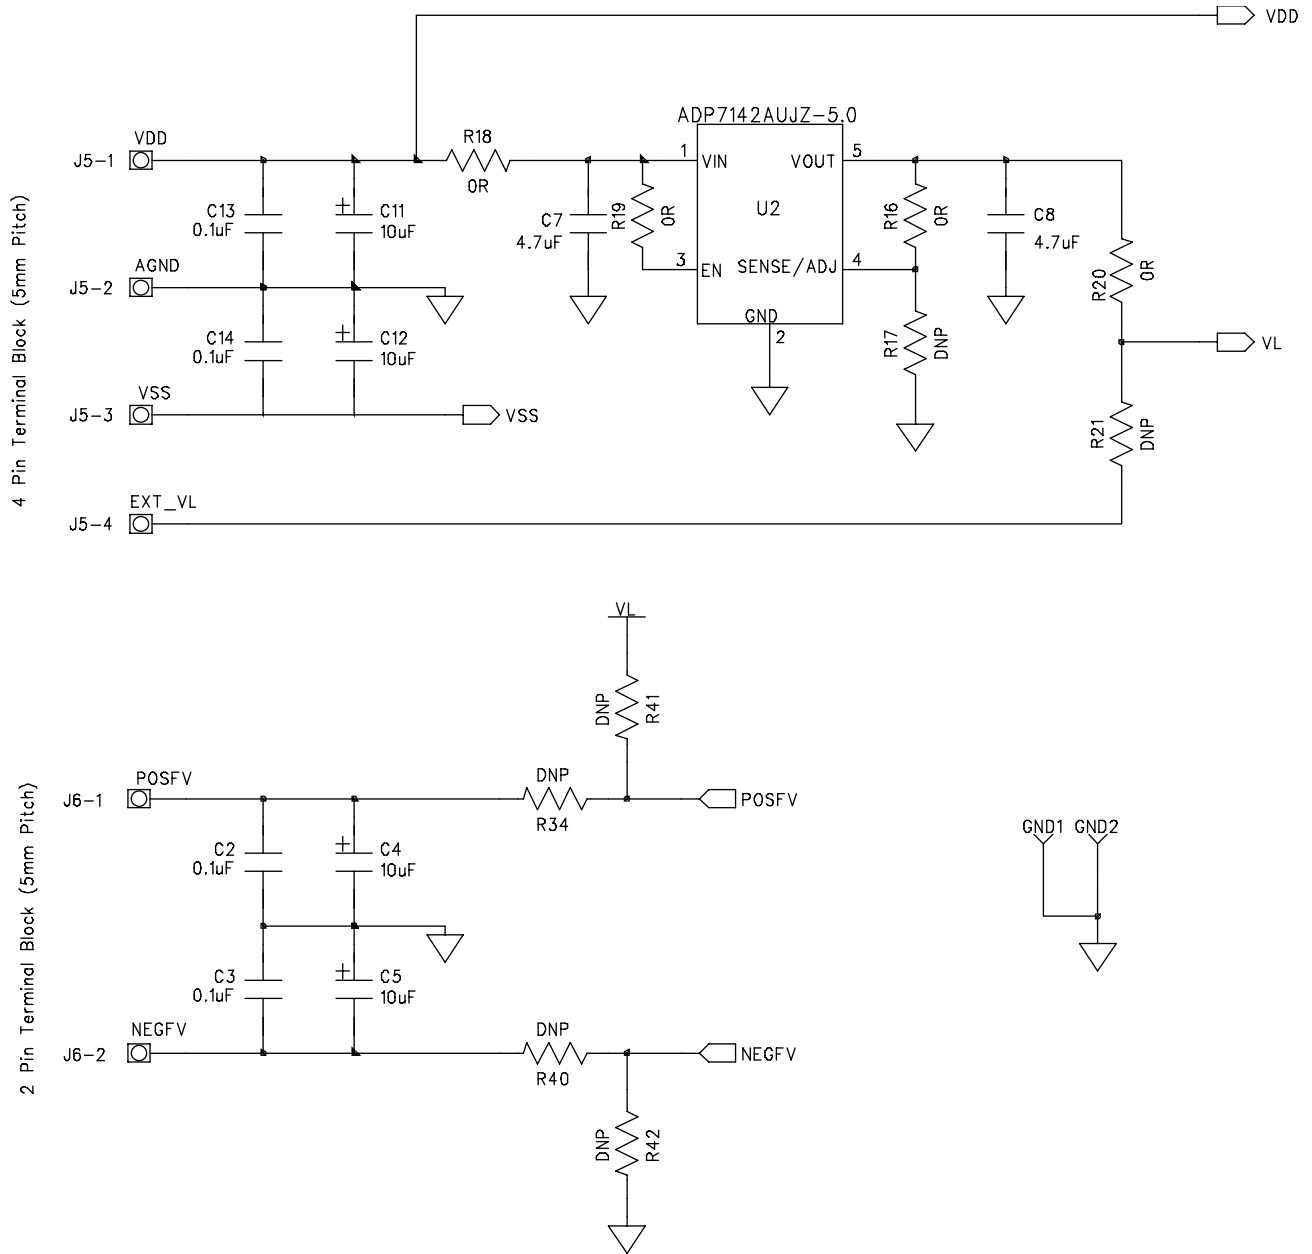 VDD
ADP7142AUJZ-5.0
4 Pin Terminal Block (5mm Pitch)
J5-1
VDD
R18
0R
1
VIN
VOUT
5
U2
C13
0.1uF
C11
10uF
C7
4.7uF
R19
0R
R16
0R
C8
4.7uF
3
EN
SENSE/ADJ
4
GND
2
J5-2
AGND
R20
0R
C14
0.1uF
C12
10uF
R17
DNP
VL
J5-3
VSS
VSS
R21
DNP
J5-4
EXT_VL
VL
DNP
R41
2 Pin Terminal Block (5mm Pitch)
J6-1
POSFV
DNP
R34
POSFV
GND1
GND2
C2
0.1uF
C4
10uF
C3
0.1uF
C5
10uF
J6-2
NEGFV
DNP
R40
NEGFV
DNP
R42